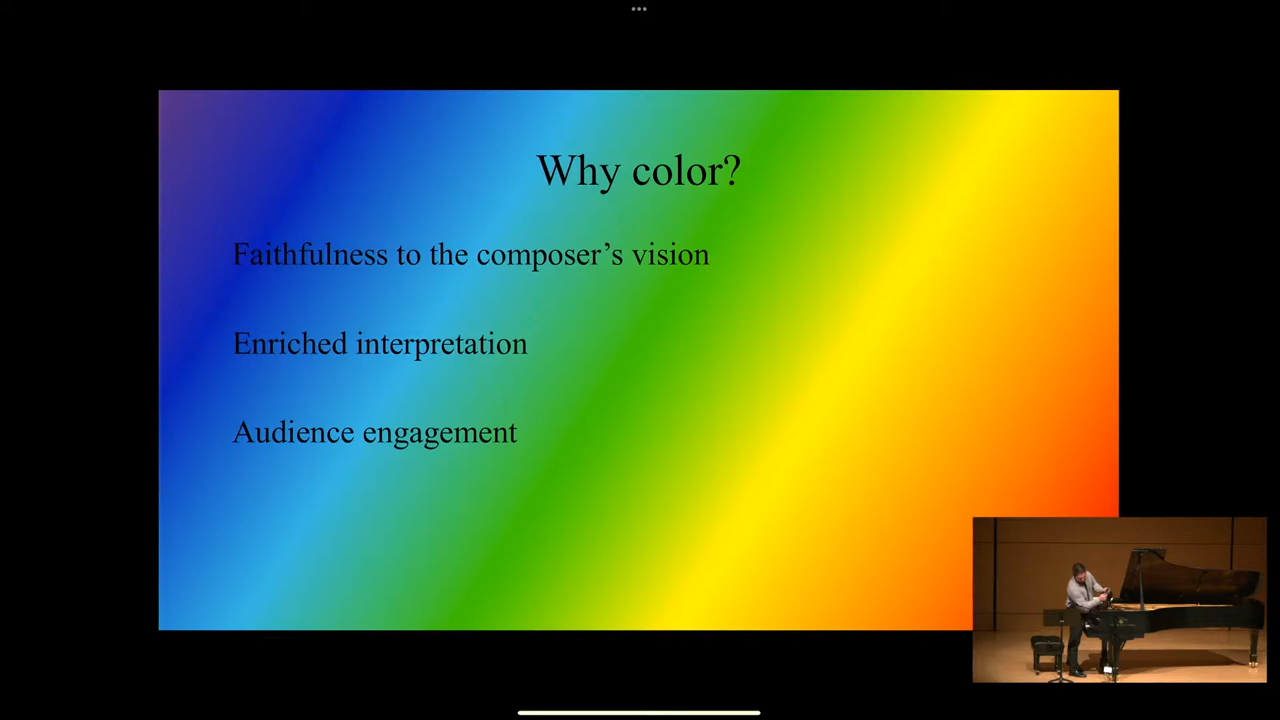 Why color?
Faithfulness to the composer’s vision
Enriched interpretation
Audience engagement